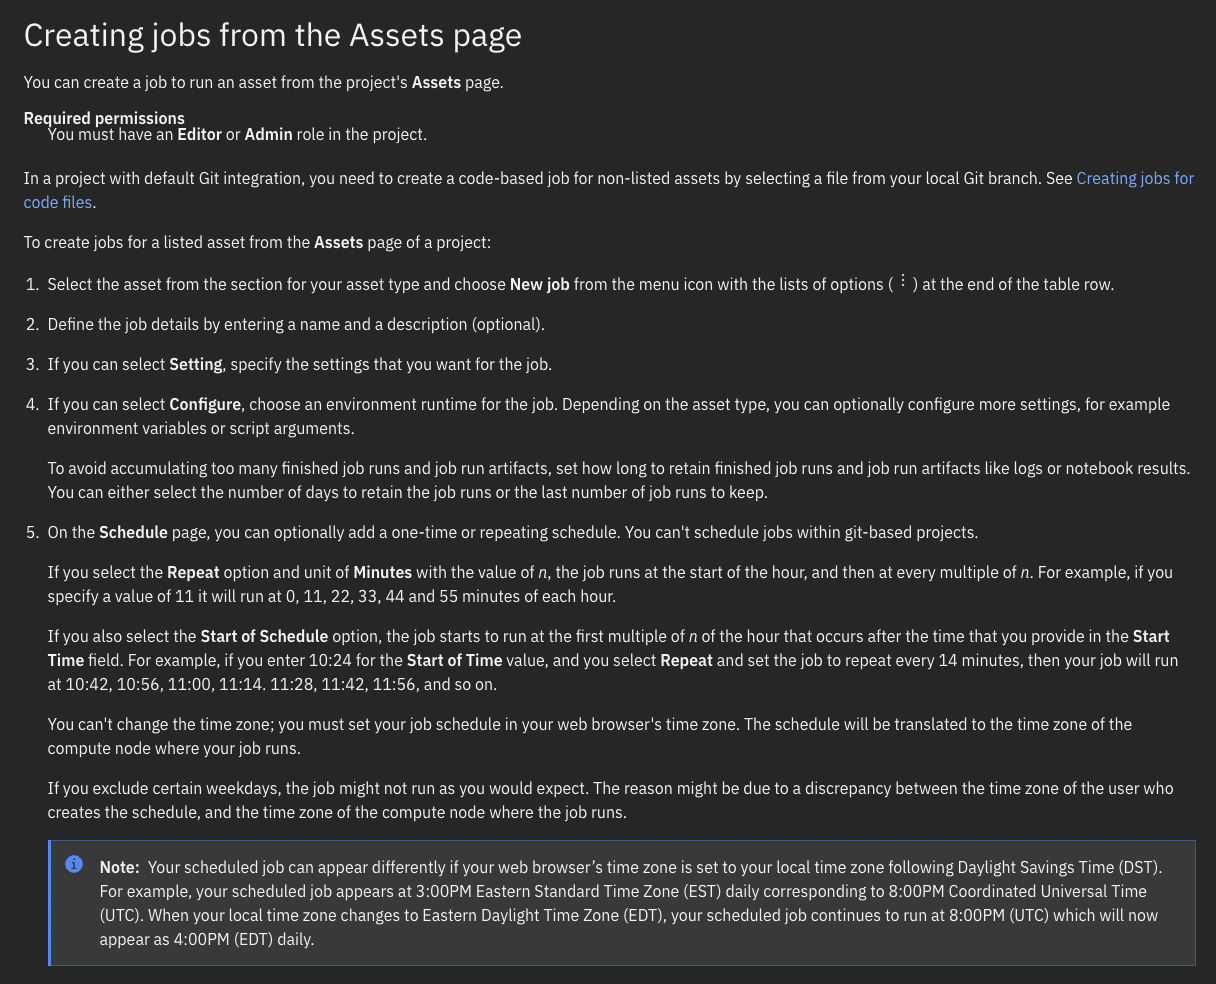 Creating jobs from the Assets page
You can create a job to run an asset from the project's Assets page.
Required permissions
You must have an Editor or Admin role in the project.
In a project with default Git integration, you need to create a code-based job for non-listed assets by selecting a file from your local Git branch. See Creating jobs for
code files.
To create jobs for a listed asset from the Assets page of a project:
1. Select the asset from the section for your asset type and choose New job from the menu icon with the lists of options ( ⋮ ) at the end of the table row.
2. Define the job details by entering a name and a description (optional).
3. If you can select Setting, specify the settings that you want for the job.
4. If you can select Configure, choose an environment runtime for the job. Depending on the asset type, you can optionally configure more settings, for example
environment variables or script arguments.
To avoid accumulating too many finished job runs and job run artifacts, set how long to retain finished job runs and job run artifacts like logs or notebook results.
You can either select the number of days to retain the job runs or the last number of job runs to keep.
5. On the Schedule page, you can optionally add a one-time or repeating schedule. You can't schedule jobs within git-based projects.
If you select the Repeat option and unit of Minutes with the value of n, the job runs at the start of the hour, and then at every multiple of n. For example, if you
specify a value of 11 it will run at 0, 11, 22, 33, 44 and 55 minutes of each hour.
If you also select the Start of Schedule option, the job starts to run at the first multiple of n of the hour that occurs after the time that you provide in the Start
Time field. For example, if you enter 10:24 for the Start of Time value, and you select Repeat and set the job to repeat every 14 minutes, then your job will run
at 10:42, 10:56, 11:00, 11:14. 11:28, 11:42, 11:56, and so on.
You can't change the time zone; you must set your job schedule in your web browser's time zone. The schedule will be translated to the time zone of the
compute node where your job runs.
If you exclude certain weekdays, the job might not run as you would expect. The reason might be due to a discrepancy between the time zone of the user who
creates the schedule, and the time zone of the compute node where the job runs.
Note: Your scheduled job can appear differently if your web browser’s time zone is set to your local time zone following Daylight Savings Time (DST).
For example, your scheduled job appears at 3:00PM Eastern Standard Time Zone (EST) daily corresponding to 8:00PM Coordinated Universal Time
(UTC). When your local time zone changes to Eastern Daylight Time Zone (EDT), your scheduled job continues to run at 8:00PM (UTC) which will now
appear as 4:00PM (EDT) daily.